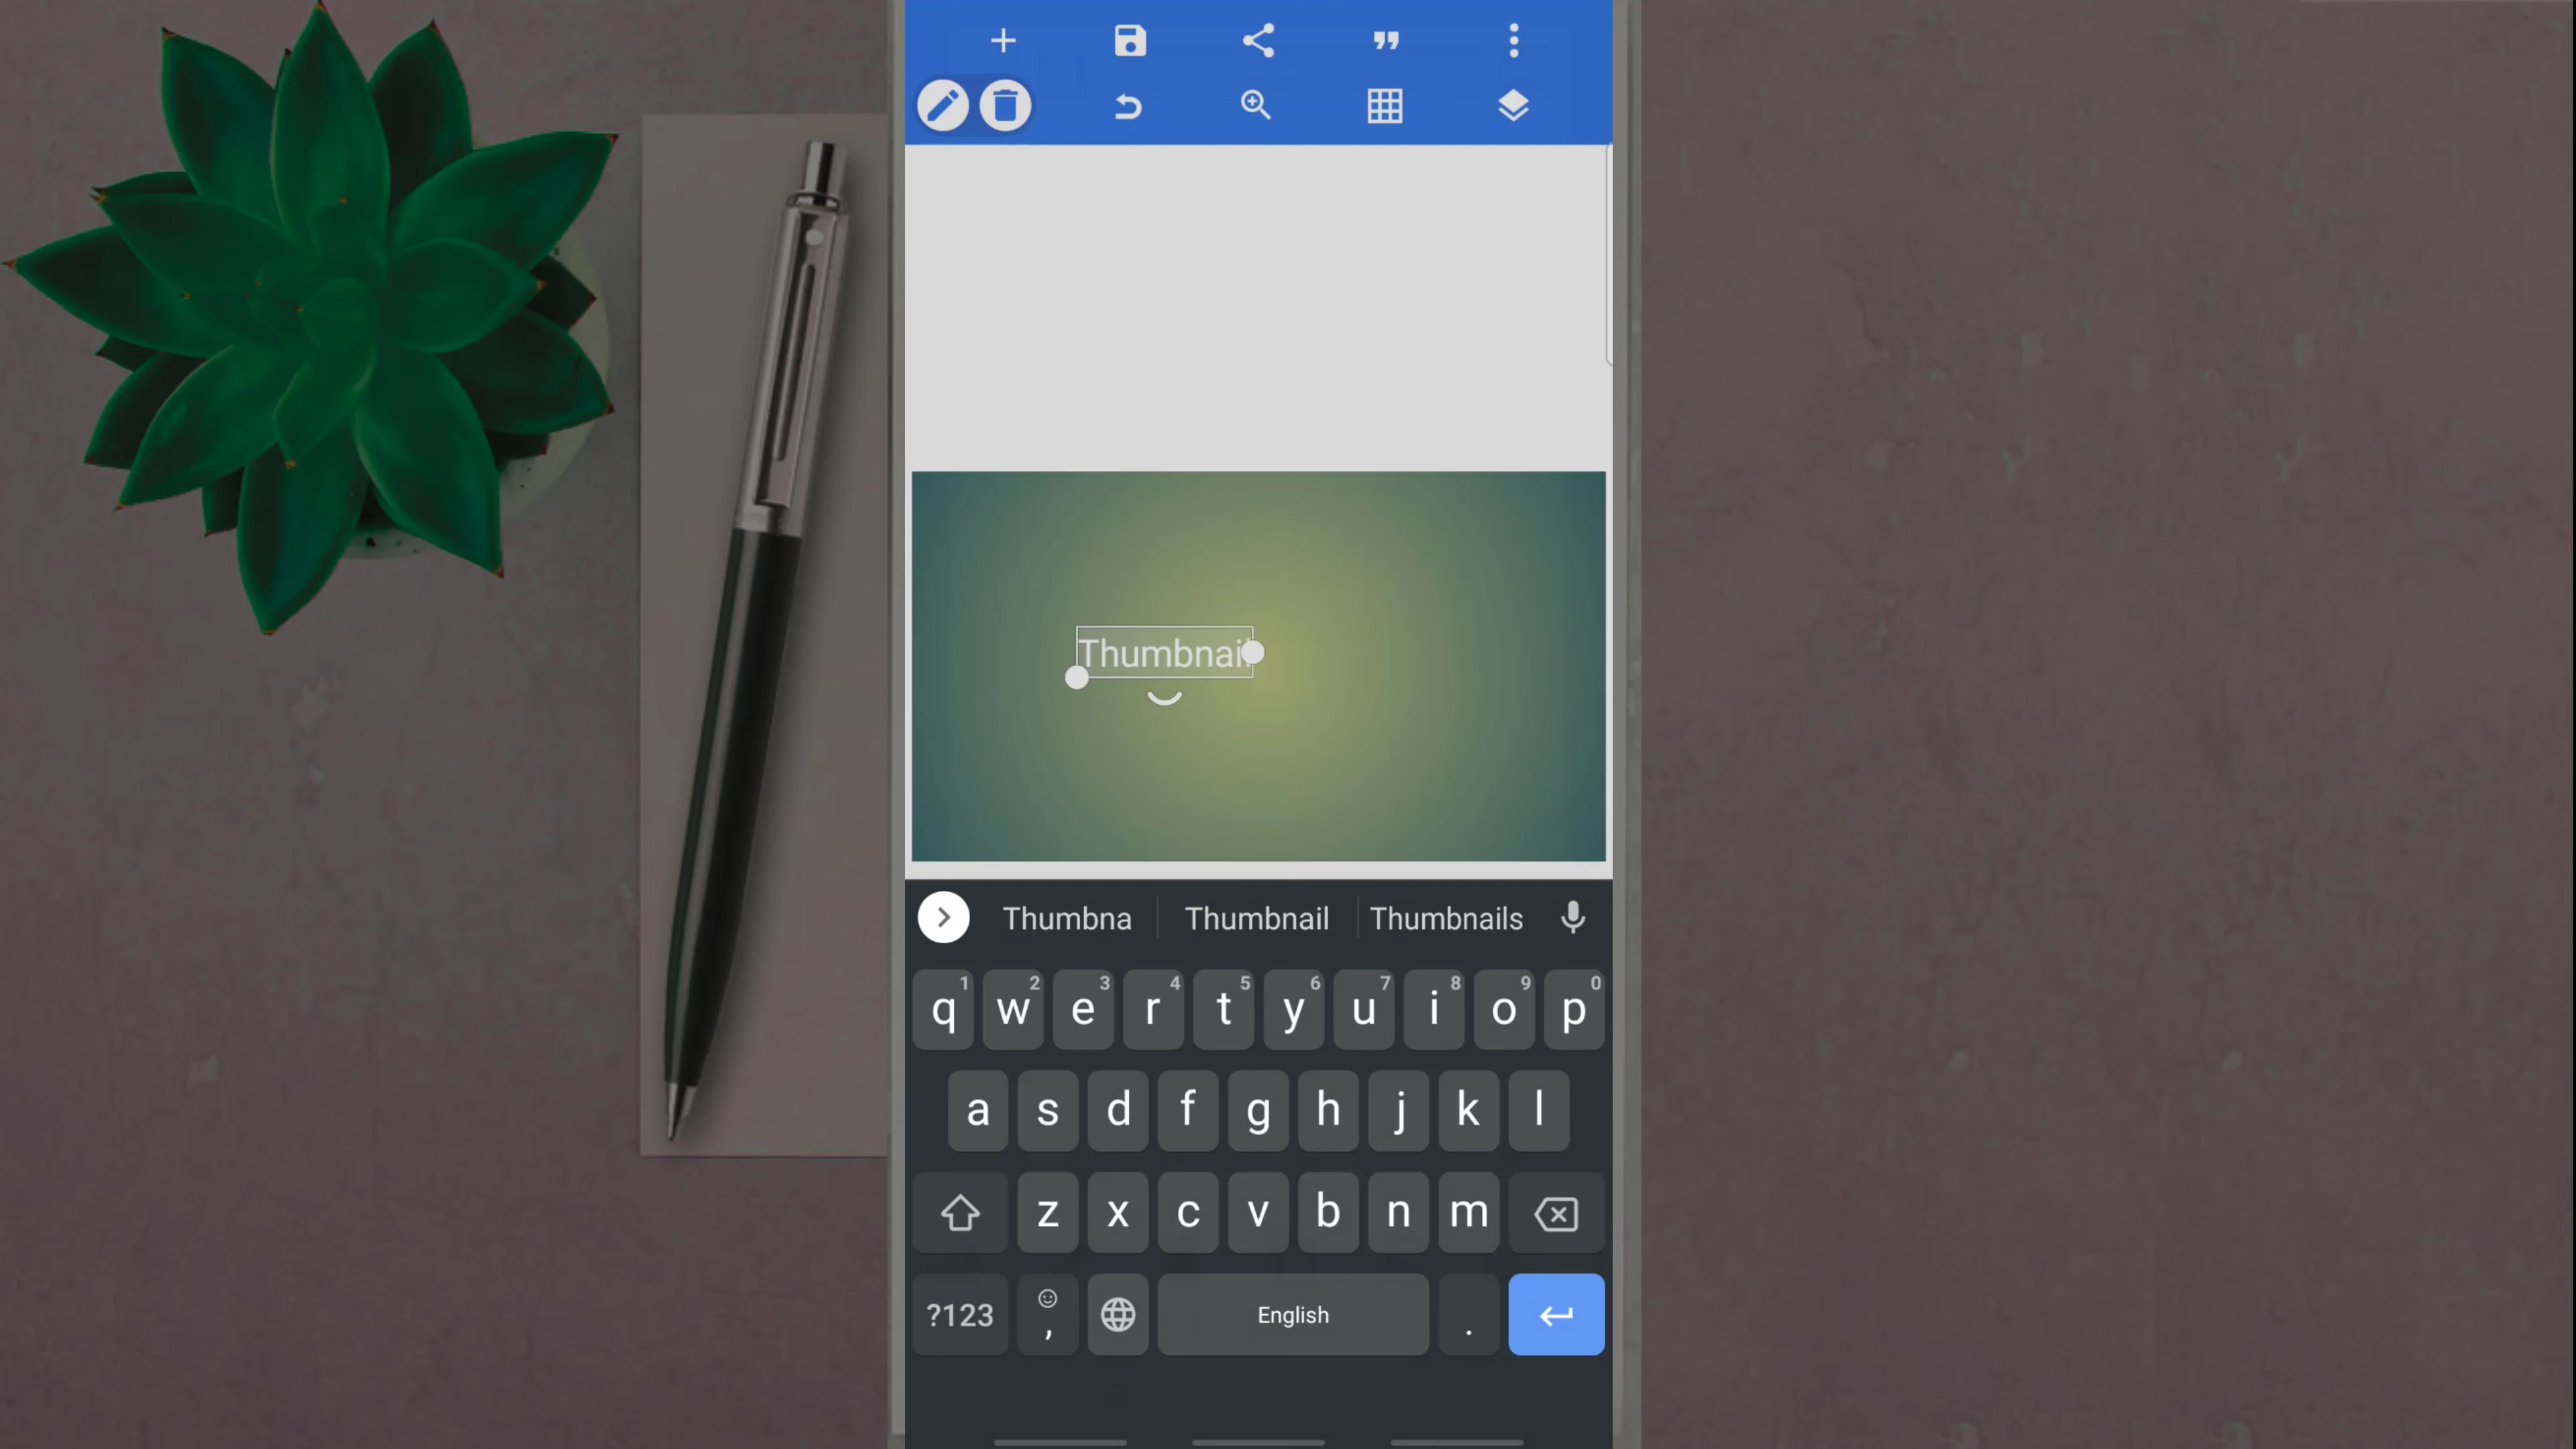 Thumbnail
Thumbna Thumbnail Thumbnails
1 2 3 4 5 6 7 8 9 0
q w e r t y u i o p
a s d f g h j k l
z x c v b n m
?123 , English .